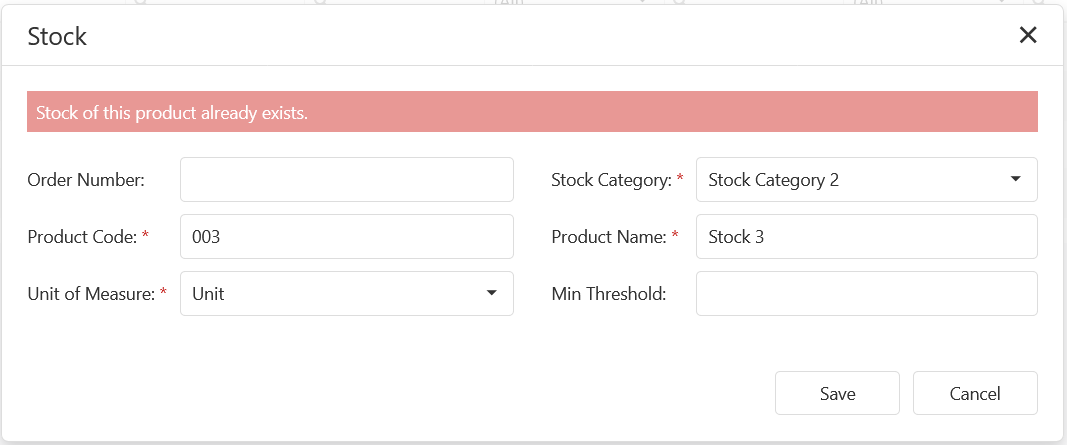 Stock
Stock of this product already exists.
Order Number:
Stock Category: * Stock Category 2
Product Code: * 003
Product Name: * Stock 3
Unit of Measure: * Unit
Min Threshold:
Save Cancel